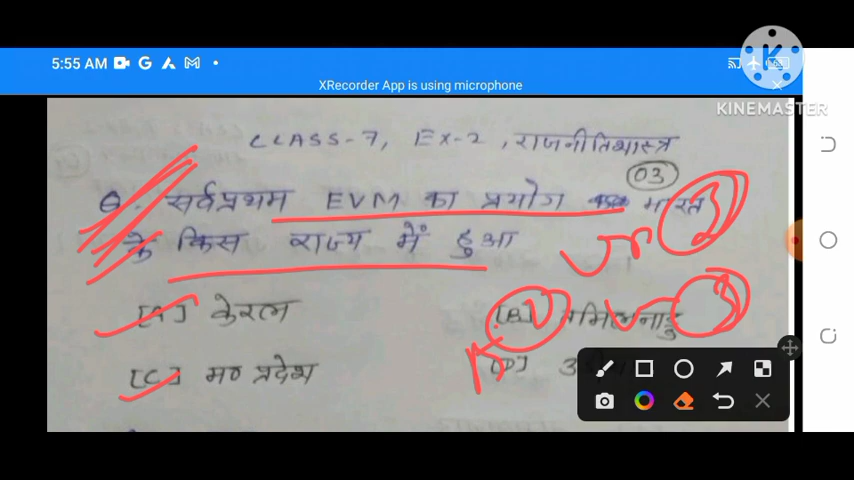 5:55 AM
XRecorder App is using microphone
KINEMASTER
CLASS-7, EX-2, राजनीतिशास्त्र
03
Q. सर्वप्रथम EVM का प्रयोग भारत
के किस राज्य में हुआ
[A] केरल
[B] तमिलनाडु
[C] म० प्रदेश
[D]